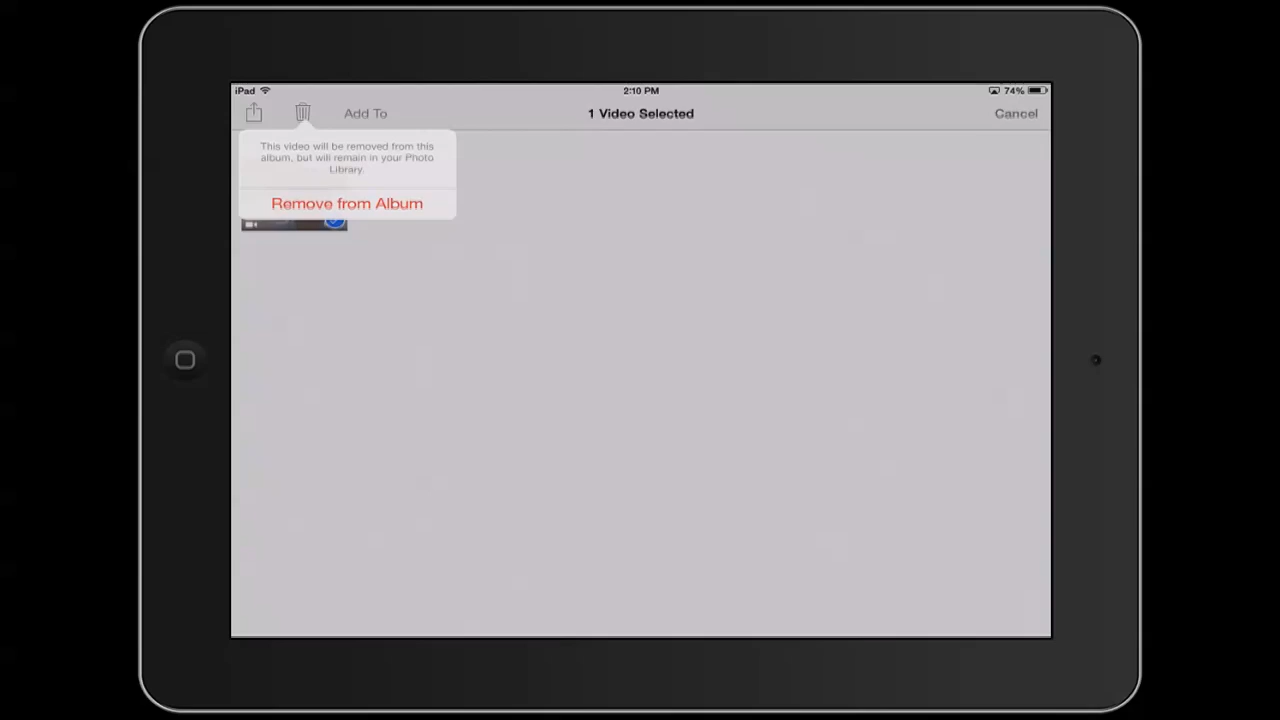 iPad 2:10 PM 74%
Add To 1 Video Selected Cancel
This video will be removed from this
album, but will remain in your Photo
Library.
Remove from Album